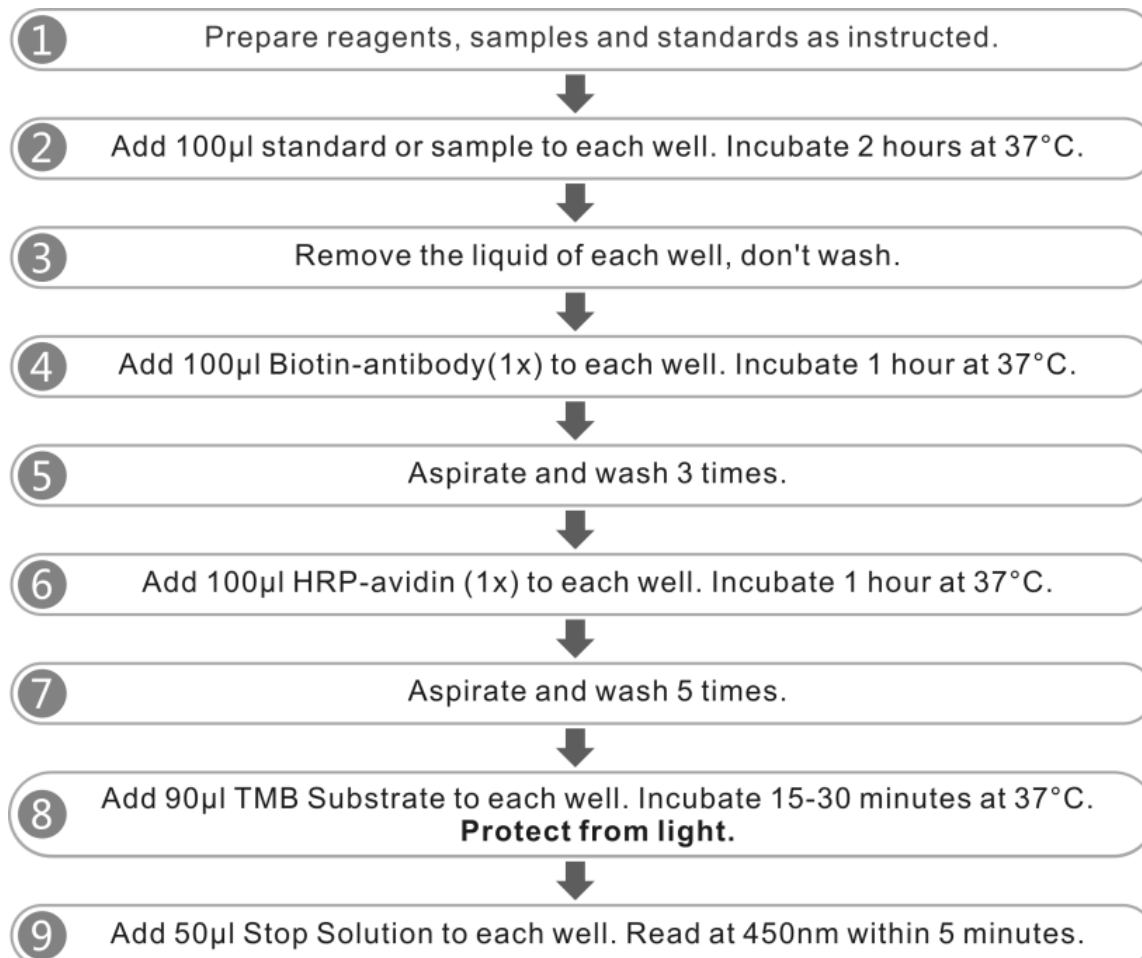 1 Prepare reagents, samples and standards as instructed.
2 Add 100μl standard or sample to each well. Incubate 2 hours at 37°C.
3 Remove the liquid of each well, don't wash.
4 Add 100μl Biotin-antibody(1x) to each well. Incubate 1 hour at 37°C.
5 Aspirate and wash 3 times.
6 Add 100μl HRP-avidin (1x) to each well. Incubate 1 hour at 37°C.
7 Aspirate and wash 5 times.
8 Add 90μl TMB Substrate to each well. Incubate 15-30 minutes at 37°C.
Protect from light.
9 Add 50μl Stop Solution to each well. Read at 450nm within 5 minutes.